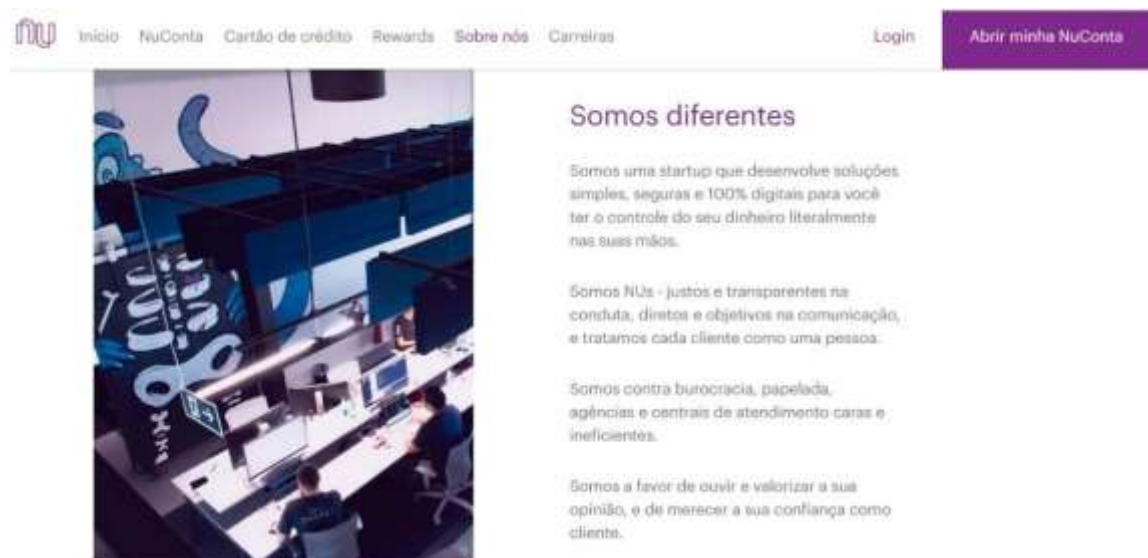 nu
Início NuConta Cartão de crédito Rewards Sobre nós Carreiras Login Abrir minha NuConta
Somos diferentes
Somos uma startup que desenvolve soluções
simples, seguras e 100% digitais para você
ter o controle do seu dinheiro literalmente
nas suas mãos.
Somos NUs - justos e transparentes na
conduta, diretos e objetivos na comunicação,
e tratamos cada cliente como uma pessoa.
Somos contra burocracia, papelada,
agências e centrais de atendimento caras e
ineficientes.
Somos a favor de ouvir e valorizar a sua
opinião, e de merecer a sua confiança como
cliente.